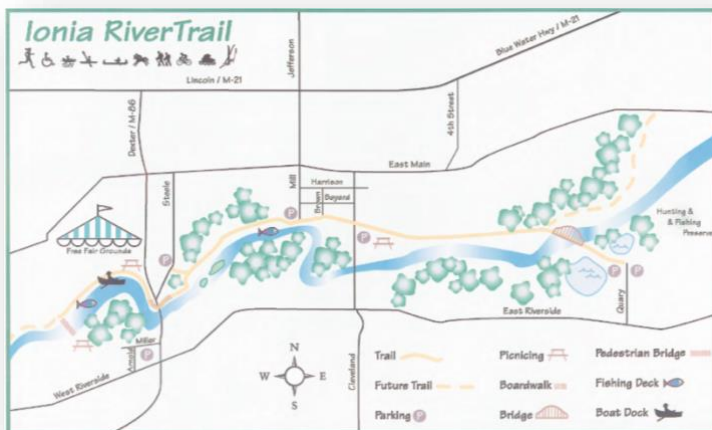 Ionia RiverTrail
Lincoln / M-21
Jefferson
Blue Water Hwy / M-21
Dexter / M-66
4th Street
East Main
Steele
Mill
Harrison
Brown
Bayard
P
P
P
Hunting &
& Fishing
Preserve
Free Fair Grounds
P
P
East Riverside
Quary
Miller
Arnold
P
West Riverside
Cleveland
N
W
E
S
Trail
Picnicing
Pedestrian Bridge
Future Trail
Boardwalk
Fishing Deck
Parking
P
Bridge
Boat Dock